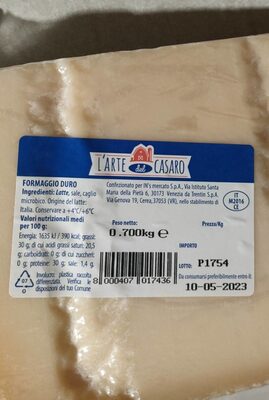 L'ARTE
del
CASARO
FORMAGGIO DURO
Ingredienti: Latte, sale, caglio
microbico. Origine del latte:
Italia. Conservare a +4°C/+6°C
Valori nutrizionali medi
per 100 g:
Energia: 1635 kJ / 390 kcal; grassi:
30 g; di cui acidi grassi saturi: 20,5
g; carboidrati: 0 g; di cui zuccheri:
0 g; proteine: 30 g; sale: 1,4 g.
07
Involucro: plastica raccolta
differenziata. Verifica le
disposizioni del tuo Comune
Confezionato per IN's mercato S.p.A., Via Istituto Santa
Maria della Pietà 6, 30173 Venezia da Trentin S.p.A.
Via Genova 19, Cerea, 37053 (VR), nello stabilimento di
IT
M2016
CE
Peso netto:
Prezzo/Kg
0.700kg e
IMPORTO
LOTTO: P1754
Da consumarsi preferibilmente entro il:
10-05-2023
8 000407 017436